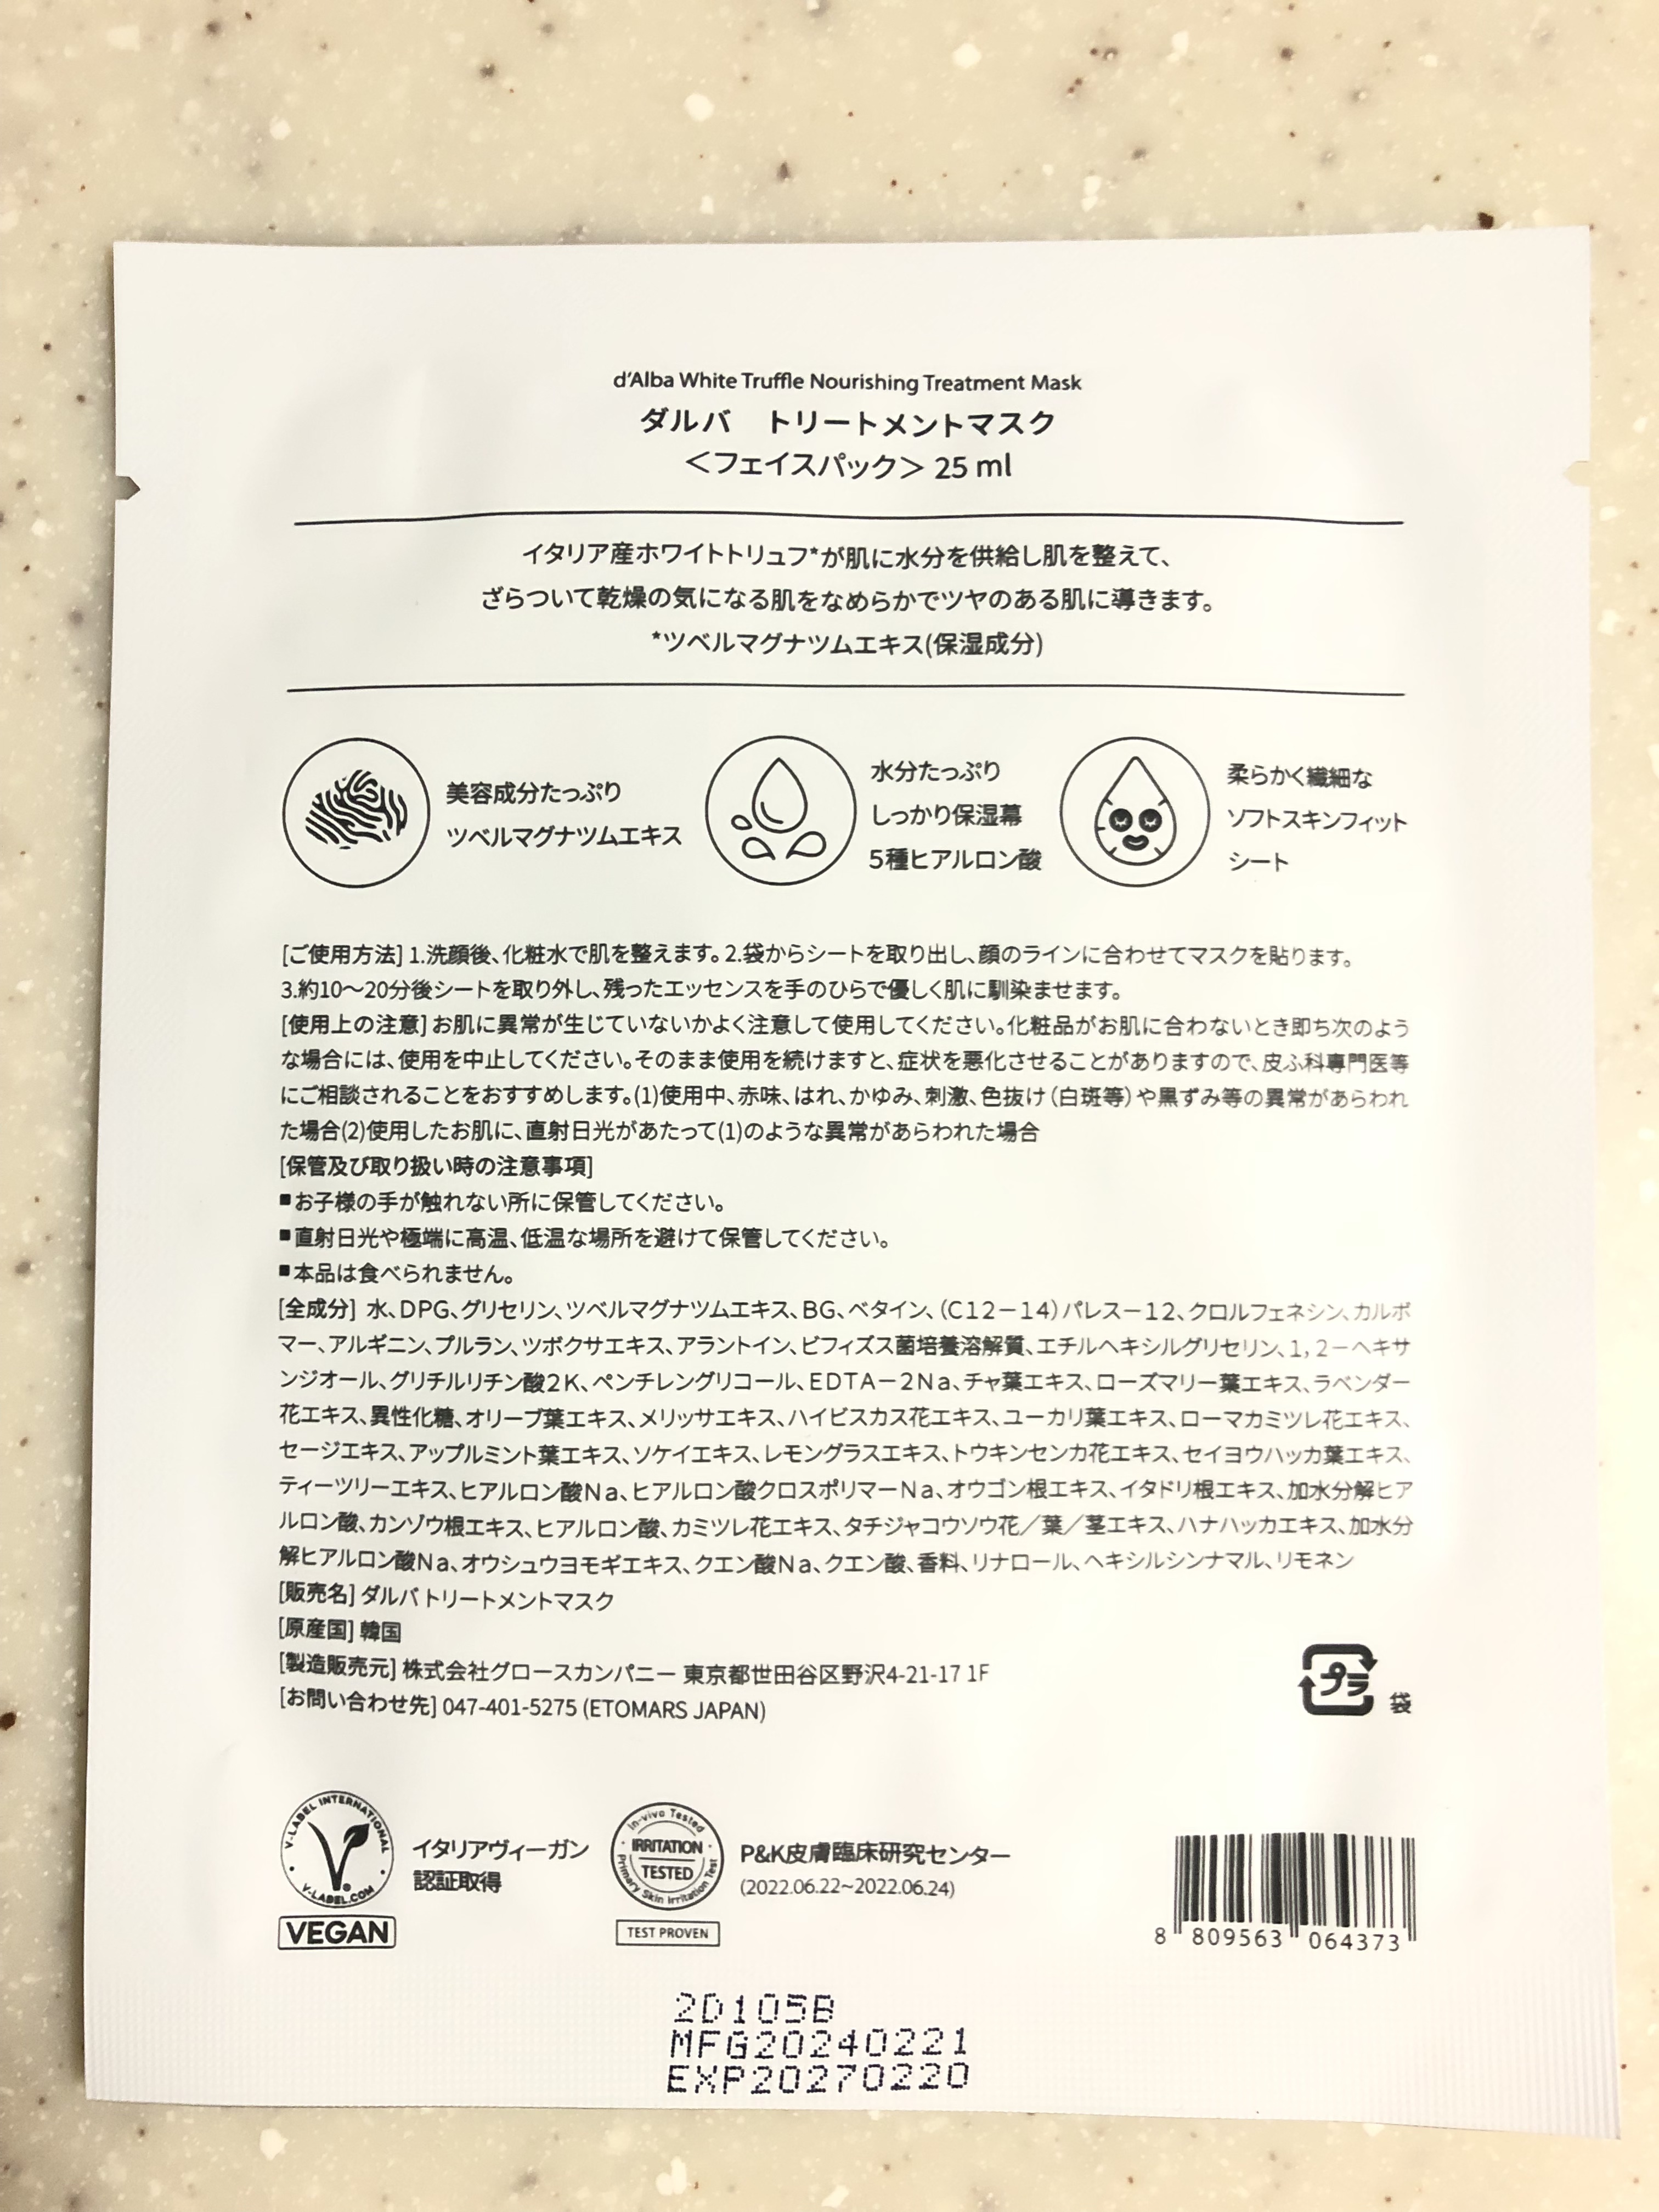 d'Alba White Truffle Nourishing Treatment Mask
ダルバ　トリートメントマスク
＜フェイスパック＞ 25 ml
イタリア産ホワイトトリュフ*が肌に水分を供給し肌を整えて、
ざらついて乾燥の気になる肌をなめらかでツヤのある肌に導きます。
*ツベルマグナツムエキス(保湿成分)
美容成分たっぷり
ツベルマグナツムエキス
水分たっぷり
しっかり保湿幕
5種ヒアルロン酸
柔らかく繊細な
ソフトスキンフィット
シート
[ご使用方法] 1.洗顔後、化粧水で肌を整えます。2.袋からシートを取り出し、顔のラインに合わせてマスクを貼ります。
3.約10～20分後シートを取り外し、残ったエッセンスを手のひらで優しく肌に馴染ませます。
[使用上の注意] お肌に異常が生じていないかよく注意して使用してください。化粧品がお肌に合わないとき即ち次のよう
な場合には、使用を中止してください。そのまま使用を続けますと、症状を悪化させることがありますので、皮ふ科専門医等
にご相談されることをおすすめします。(1)使用中、赤味、はれ、かゆみ、刺激、色抜け（白斑等）や黒ずみ等の異常があらわれ
た場合(2)使用したお肌に、直射日光があたって(1)のような異常があらわれた場合
[保管及び取り扱い時の注意事項]
■お子様の手が触れない所に保管してください。
■直射日光や極端に高温、低温な場所を避けて保管してください。
■本品は食べられません。
[全成分] 水、DPG、グリセリン、ツベルマグナツムエキス、BG、ベタイン、（C12－14）パレス－12、クロルフェネシン、カルボ
マー、アルギニン、プルラン、ツボクサエキス、アラントイン、ビフィズス菌培養溶解質、エチルヘキシルグリセリン、1，2－ヘキサ
ンジオール、グリチルリチン酸2K、ペンチレングリコール、EDTA－2Na、チャ葉エキス、ローズマリー葉エキス、ラベンダー
花エキス、異性化糖、オリーブ葉エキス、メリッサエキス、ハイビスカス花エキス、ユーカリ葉エキス、ローマカミツレ花エキス、
セージエキス、アップルミント葉エキス、ソケイエキス、レモングラスエキス、トウキンセンカ花エキス、セイヨウハッカ葉エキス、
ティーツリーエキス、ヒアルロン酸Na、ヒアルロン酸クロスポリマーNa、オウゴン根エキス、イタドリ根エキス、加水分解ヒア
ルロン酸、カンゾウ根エキス、ヒアルロン酸、カミツレ花エキス、タチジャコウソウ花／葉／茎エキス、ハナハッカエキス、加水分
解ヒアルロン酸Na、オウシュウヨモギエキス、クエン酸Na、クエン酸、香料、リナロール、ヘキシルシンナマル、リモネン
[販売名] ダルバトリートメントマスク
[原産国] 韓国
[製造販売元] 株式会社グロースカンパニー 東京都世田谷区野沢4-21-17 1F
[お問い合わせ先] 047-401-5275 (ETOMARS JAPAN)
プラ
袋
V-LABEL INTERNATIONAL
V-LABEL.COM
VEGAN
イタリアヴィーガン
認証取得
In-vivo Tested
IRRITATION
TESTED
Primary Skin Irritation Test
TEST PROVEN
P&K皮膚臨床研究センター
(2022.06.22~2022.06.24)
8 809563 064373
2D105B
MFG20240221
EXP20270220